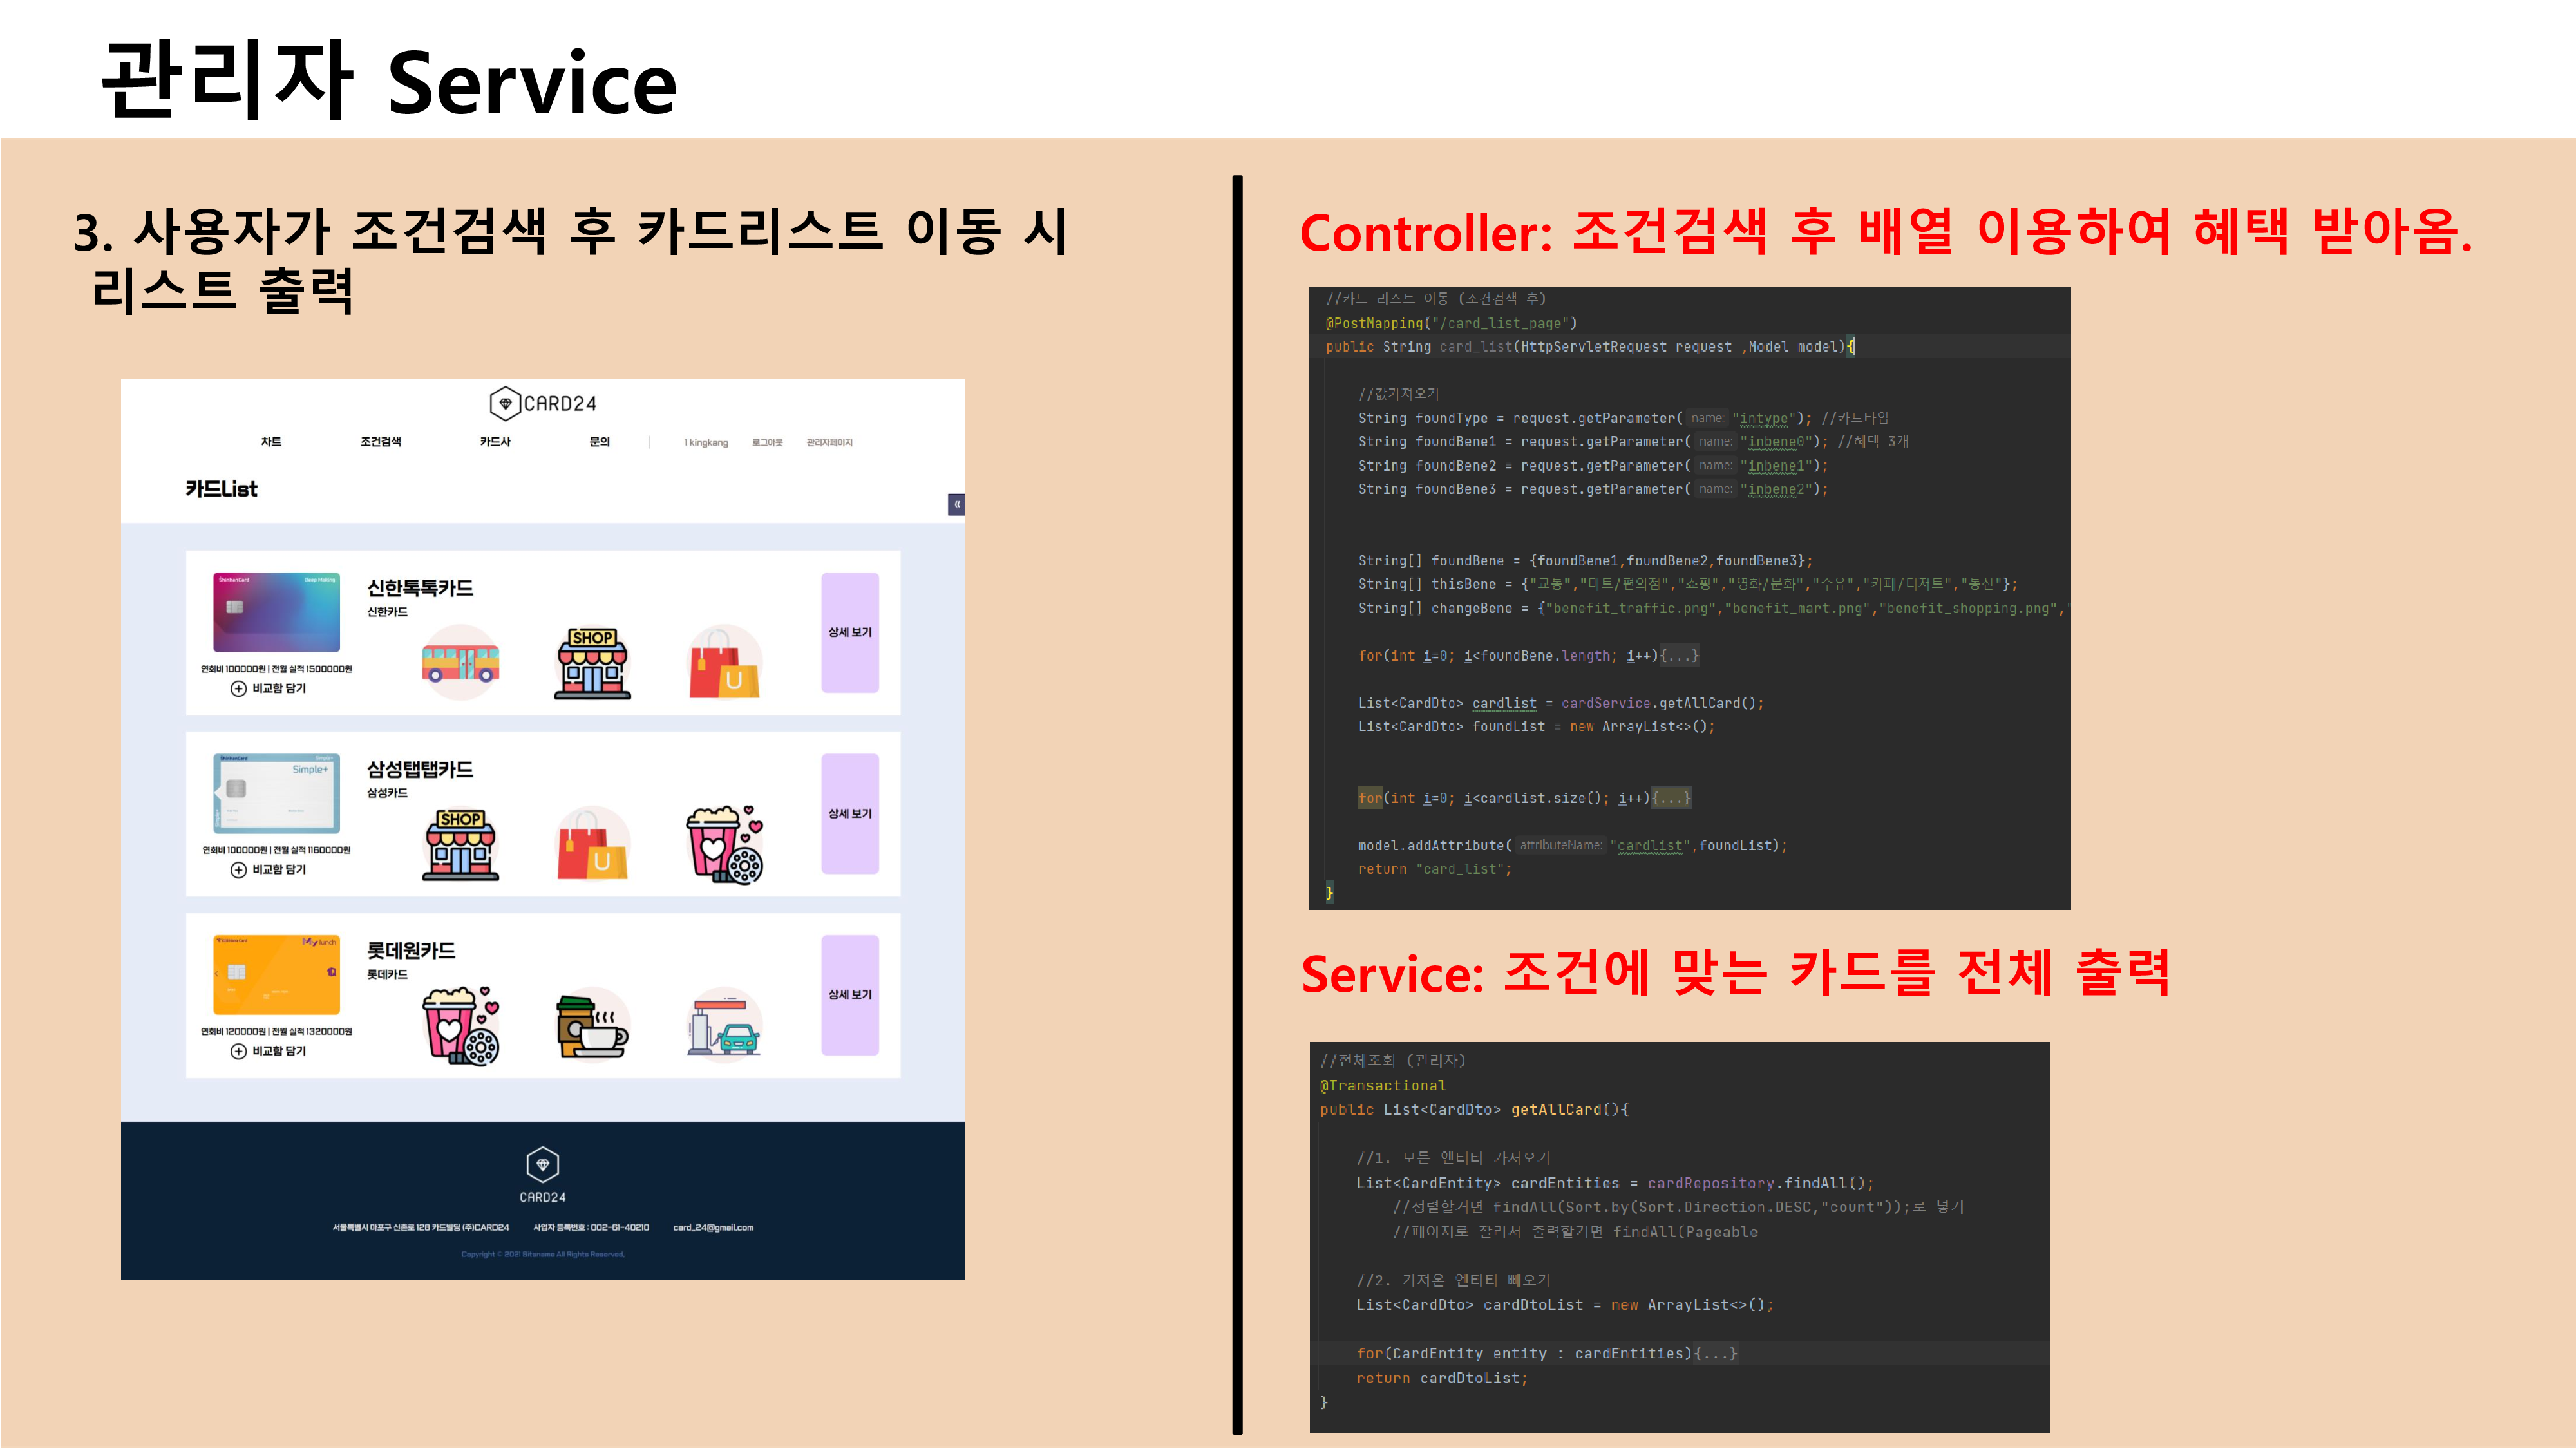 관리자 Service
3. 사용자가 조건검색 후 카드리스트 이동 시
리스트 출력
CARD24
차트 조건검색 카드사 문의 1 kingkang 로그아웃 관리자페이지
카드List
«
ShinhanCard Deep Making
신한톡톡카드
신한카드
SHOP
U
상세 보기
연회비 100000원 | 전월 실적 1500000원
비교함 담기
ShinhanCard Simple+
Simple+
삼성탭탭카드
삼성카드
SHOP
U
상세 보기
연회비 100000원 | 전월 실적 1160000원
비교함 담기
My lunch
롯데원카드
롯데카드
상세 보기
연회비 120000원 | 전월 실적 1320000원
비교함 담기
CARD24
서울특별시 마포구 신촌로 128 카드빌딩 (주)CARD24 사업자 등록번호 : 002-61-40210 card_24@gmail.com
Copyright © 2021 Sitename All Rights Reserved.
Controller: 조건검색 후 배열 이용하여 혜택 받아옴.
//카드 리스트 이동 (조건검색 후)
@PostMapping("/card_list_page")
public String card_list(HttpServletRequest request ,Model model){
//값가져오기
String foundType = request.getParameter( name: "intype"); //카드타입
String foundBene1 = request.getParameter( name: "inbene0"); //혜택 3개
String foundBene2 = request.getParameter( name: "inbene1");
String foundBene3 = request.getParameter( name: "inbene2");
String[] foundBene = {foundBene1,foundBene2,foundBene3};
String[] thisBene = {"교통","마트/편의점","쇼핑","영화/문화","주유","카페/디저트","통신"};
String[] changeBene = {"benefit_traffic.png","benefit_mart.png","benefit_shopping.png","
for(int i=0; i<foundBene.length; i++){...}
List<CardDto> cardlist = cardService.getAllCard();
List<CardDto> foundList = new ArrayList<>();
for(int i=0; i<cardlist.size(); i++){...}
model.addAttribute( attributeName: "cardlist",foundList);
return "card_list";
}
Service: 조건에 맞는 카드를 전체 출력
//전체조회 (관리자)
@Transactional
public List<CardDto> getAllCard(){
//1. 모든 엔티티 가져오기
List<CardEntity> cardEntities = cardRepository.findAll();
//정렬할거면 findAll(Sort.by(Sort.Direction.DESC,"count"));로 넣기
//페이지로 잘라서 출력할거면 findAll(Pageable
//2. 가져온 엔티티 빼오기
List<CardDto> cardDtoList = new ArrayList<>();
for(CardEntity entity : cardEntities){...}
return cardDtoList;
}